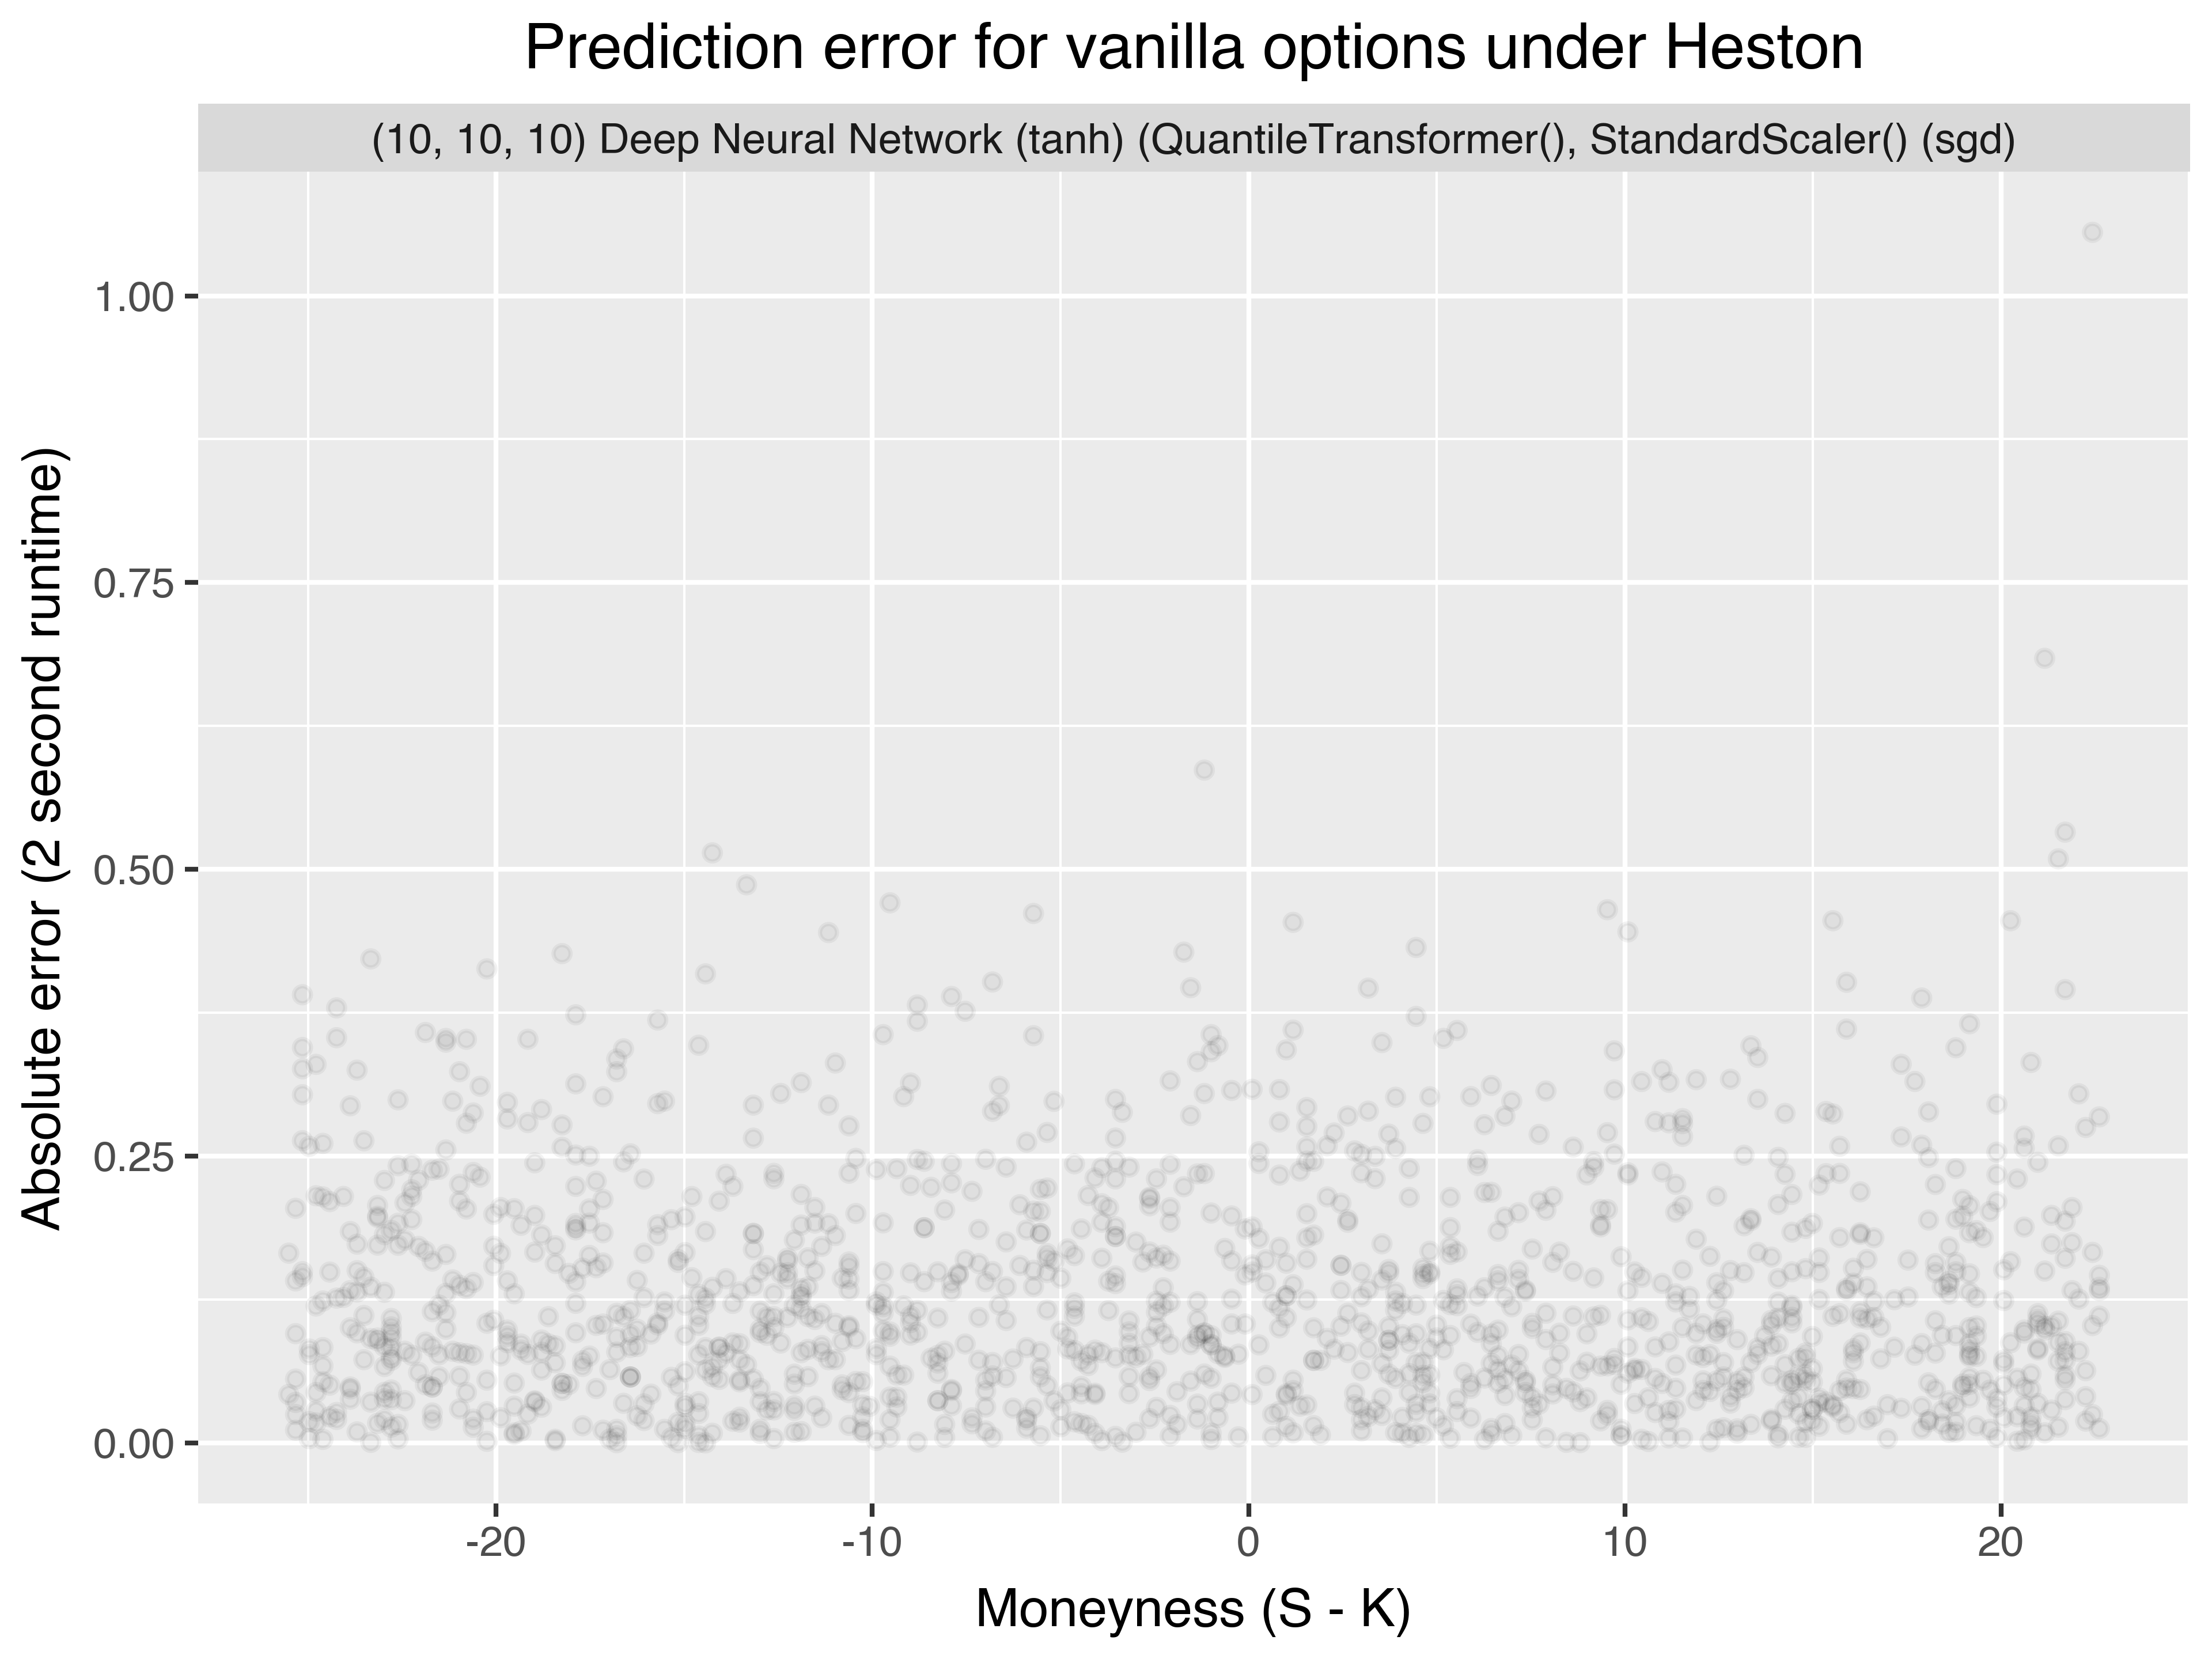 Prediction error for vanilla options under Heston
(10, 10, 10) Deep Neural Network (tanh) (QuantileTransformer(), StandardScaler() (sgd)
Absolute error (2 second runtime)
1.00
0.75
0.50
0.25
0.00
-20
-10
0
10
20
Moneyness (S - K)